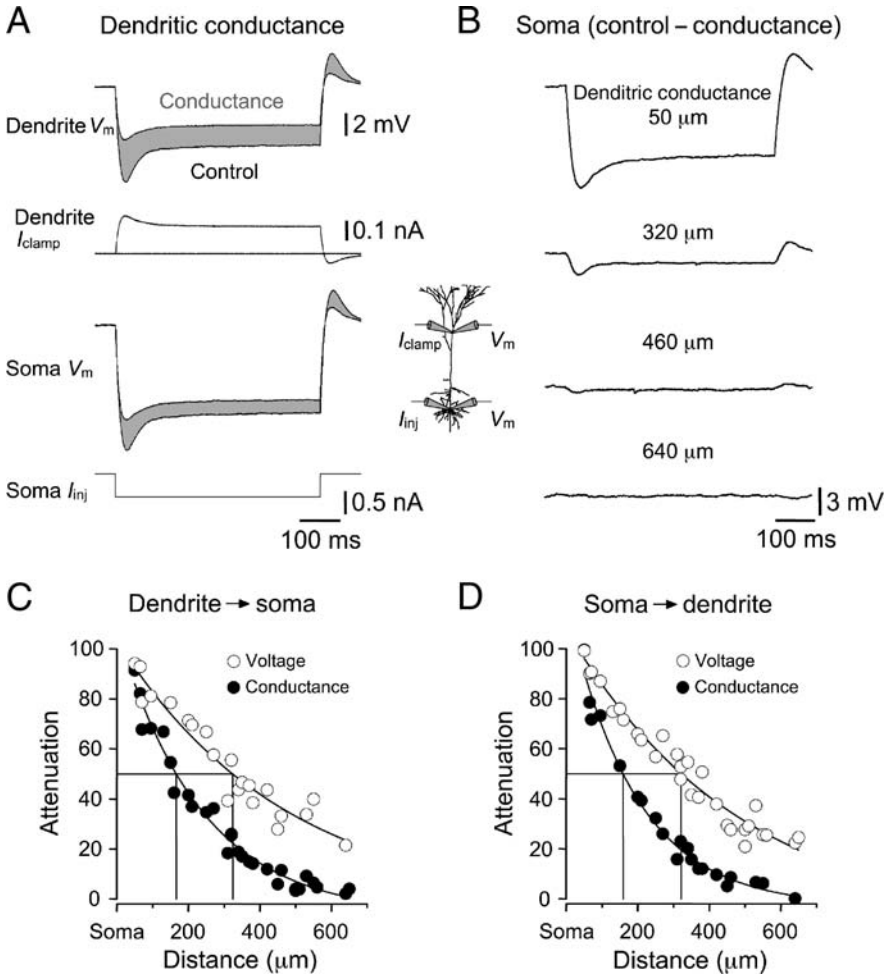 A
Dendritic conductance
Conductance
Dendrite Vm
2 mV
Control
Dendrite
Iclamp
0.1 nA
Soma Vm
Soma Iinj
0.5 nA
100 ms
Iclamp
Vm
Iinj
Vm
B
Soma (control – conductance)
Denditric conductance
50 μm
320 μm
460 μm
640 μm
3 mV
100 ms
C
Dendrite → soma
100
80
60
40
20
0
Attenuation
Voltage
Conductance
Soma
200
400
600
Distance (μm)
D
Soma → dendrite
100
80
60
40
20
0
Attenuation
Voltage
Conductance
Soma
200
400
600
Distance (μm)